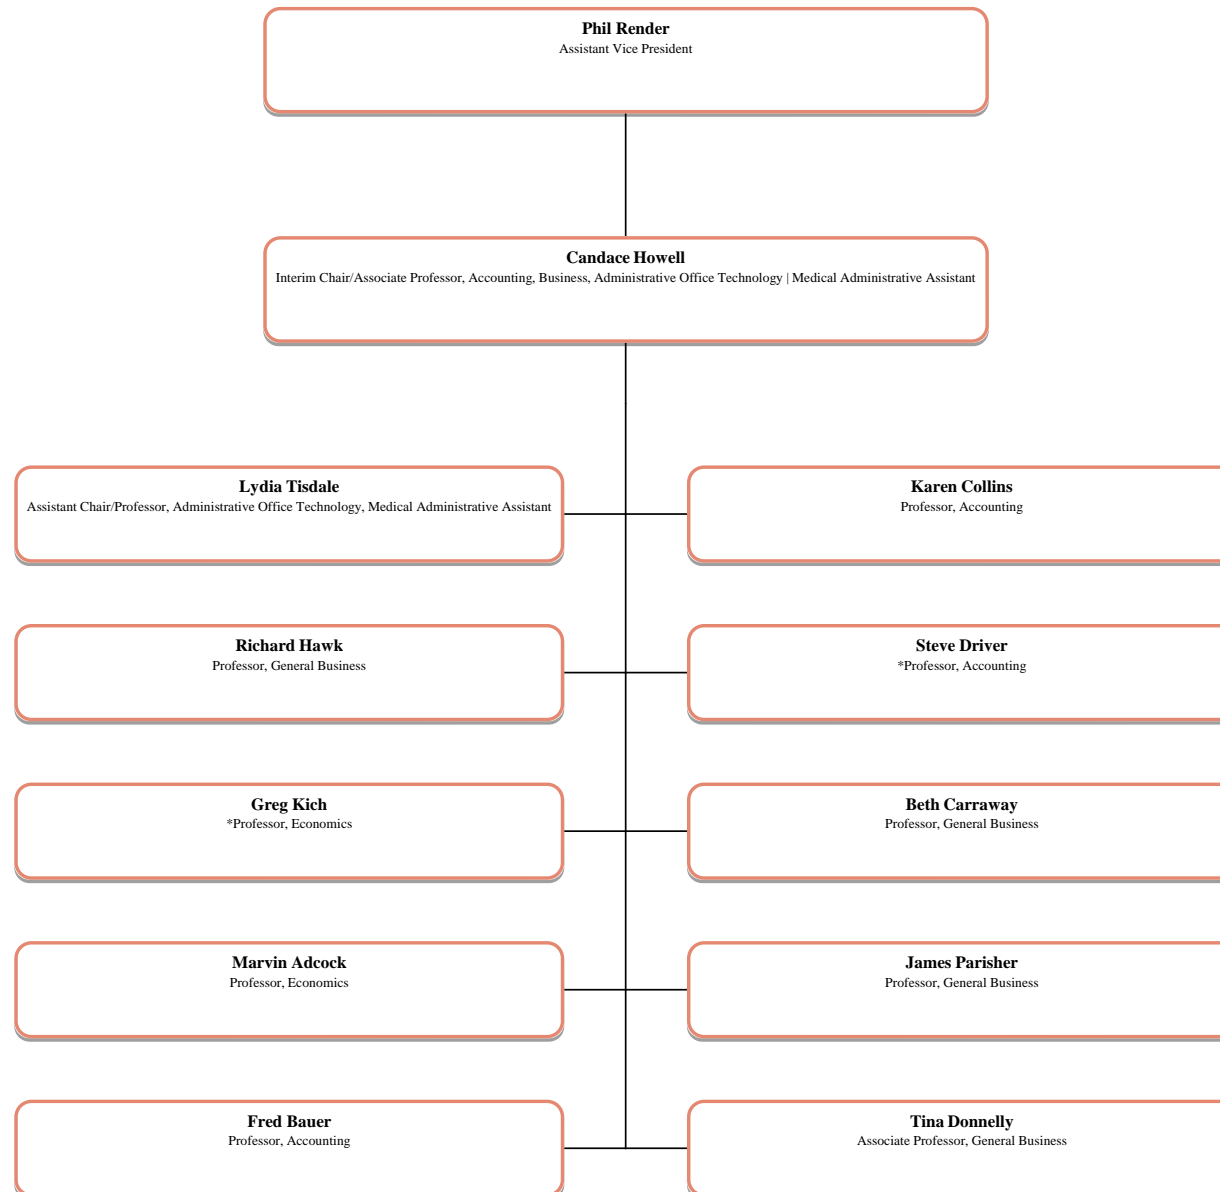 Phil Render
Assistant Vice President
Candace Howell
Interim Chair/Associate Professor, Accounting, Business, Administrative Office Technology | Medical Administrative Assistant
Lydia Tisdale
Assistant Chair/Professor, Administrative Office Technology, Medical Administrative Assistant
Karen Collins
Professor, Accounting
Richard Hawk
Professor, General Business
Steve Driver
*Professor, Accounting
Greg Kich
*Professor, Economics
Beth Carraway
Professor, General Business
Marvin Adcock
Professor, Economics
James Parisher
Professor, General Business
Fred Bauer
Professor, Accounting
Tina Donnelly
Associate Professor, General Business